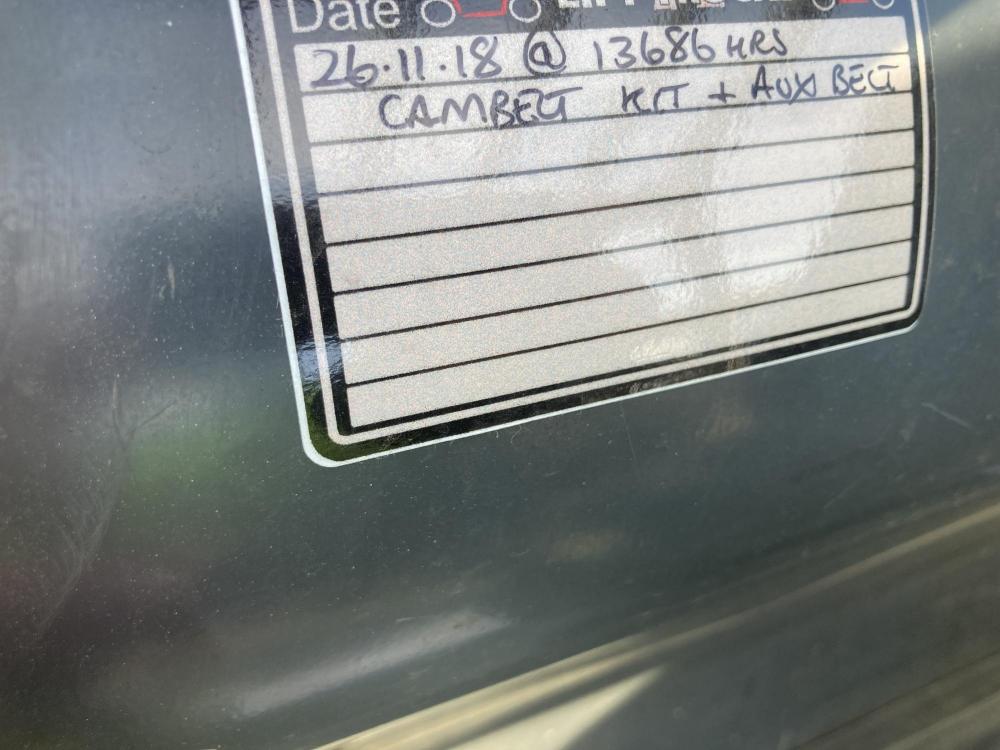 Date
26.11.18 @ 13686 HRS
CAMBELT KIT + AUX BELT